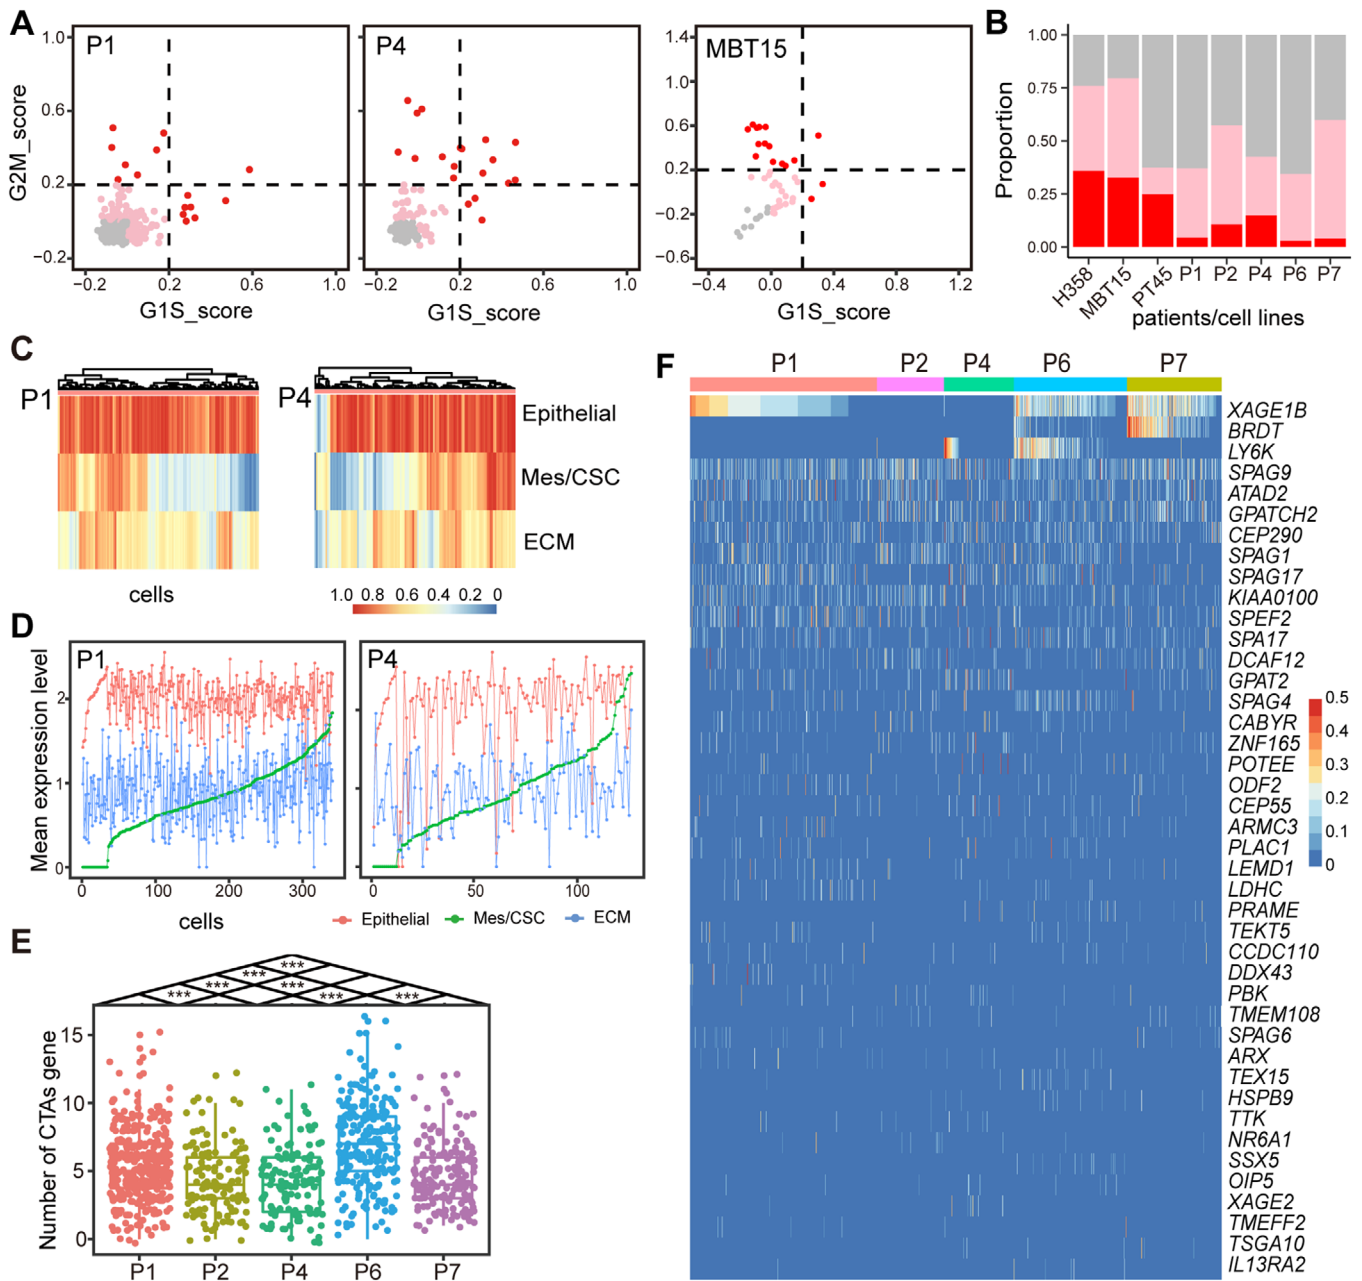 A
P1
P4
MBT15
G2M_score
1.0
0.6
0.2
−0.2
1.4
1.0
0.6
0.2
−0.2
−0.6
−0.2 0.2 0.6 1.0
−0.2 0.2 0.6 1.0
−0.4 0.0 0.4 0.8 1.2
G1S_score
G1S_score
G1S_score
B
Proportion
1.00
0.75
0.50
0.25
0.00
H358 MBT15 PT45 P1 P2 P4 P6 P7
patients/cell lines
C
P1
P4
Epithelial
Mes/CSC
ECM
cells
1.0 0.8 0.6 0.4 0.2 0
D
P1
P4
Mean expression level
2
1
0
0 100 200 300
0 50 100
cells
Epithelial Mes/CSC ECM
E
***
*** ***
*** *** ***
*** ***
Number of CTAs gene
15
10
5
0
P1 P2 P4 P6 P7
F
P1 P2 P4 P6 P7
XAGE1B
BRDT
LY6K
SPAG9
ATAD2
GPATCH2
CEP290
SPAG1
SPAG17
KIAA0100
SPEF2
SPA17
DCAF12
GPAT2
SPAG4
CABYR
ZNF165
POTEE
ODF2
CEP55
ARMC3
PLAC1
LEMD1
LDHC
PRAME
TEKT5
CCDC110
DDX43
PBK
TMEM108
SPAG6
ARX
TEX15
HSPB9
TTK
NR6A1
SSX5
OIP5
XAGE2
TMEFF2
TSGA10
IL13RA2
0.5
0.4
0.3
0.2
0.1
0